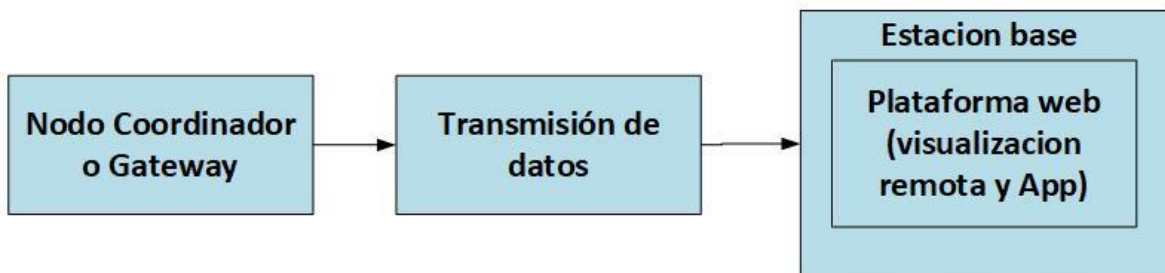 Nodo Coordinador
o Gateway
Transmisión de
datos
Estacion base
Plataforma web
(visualizacion
remota y App)